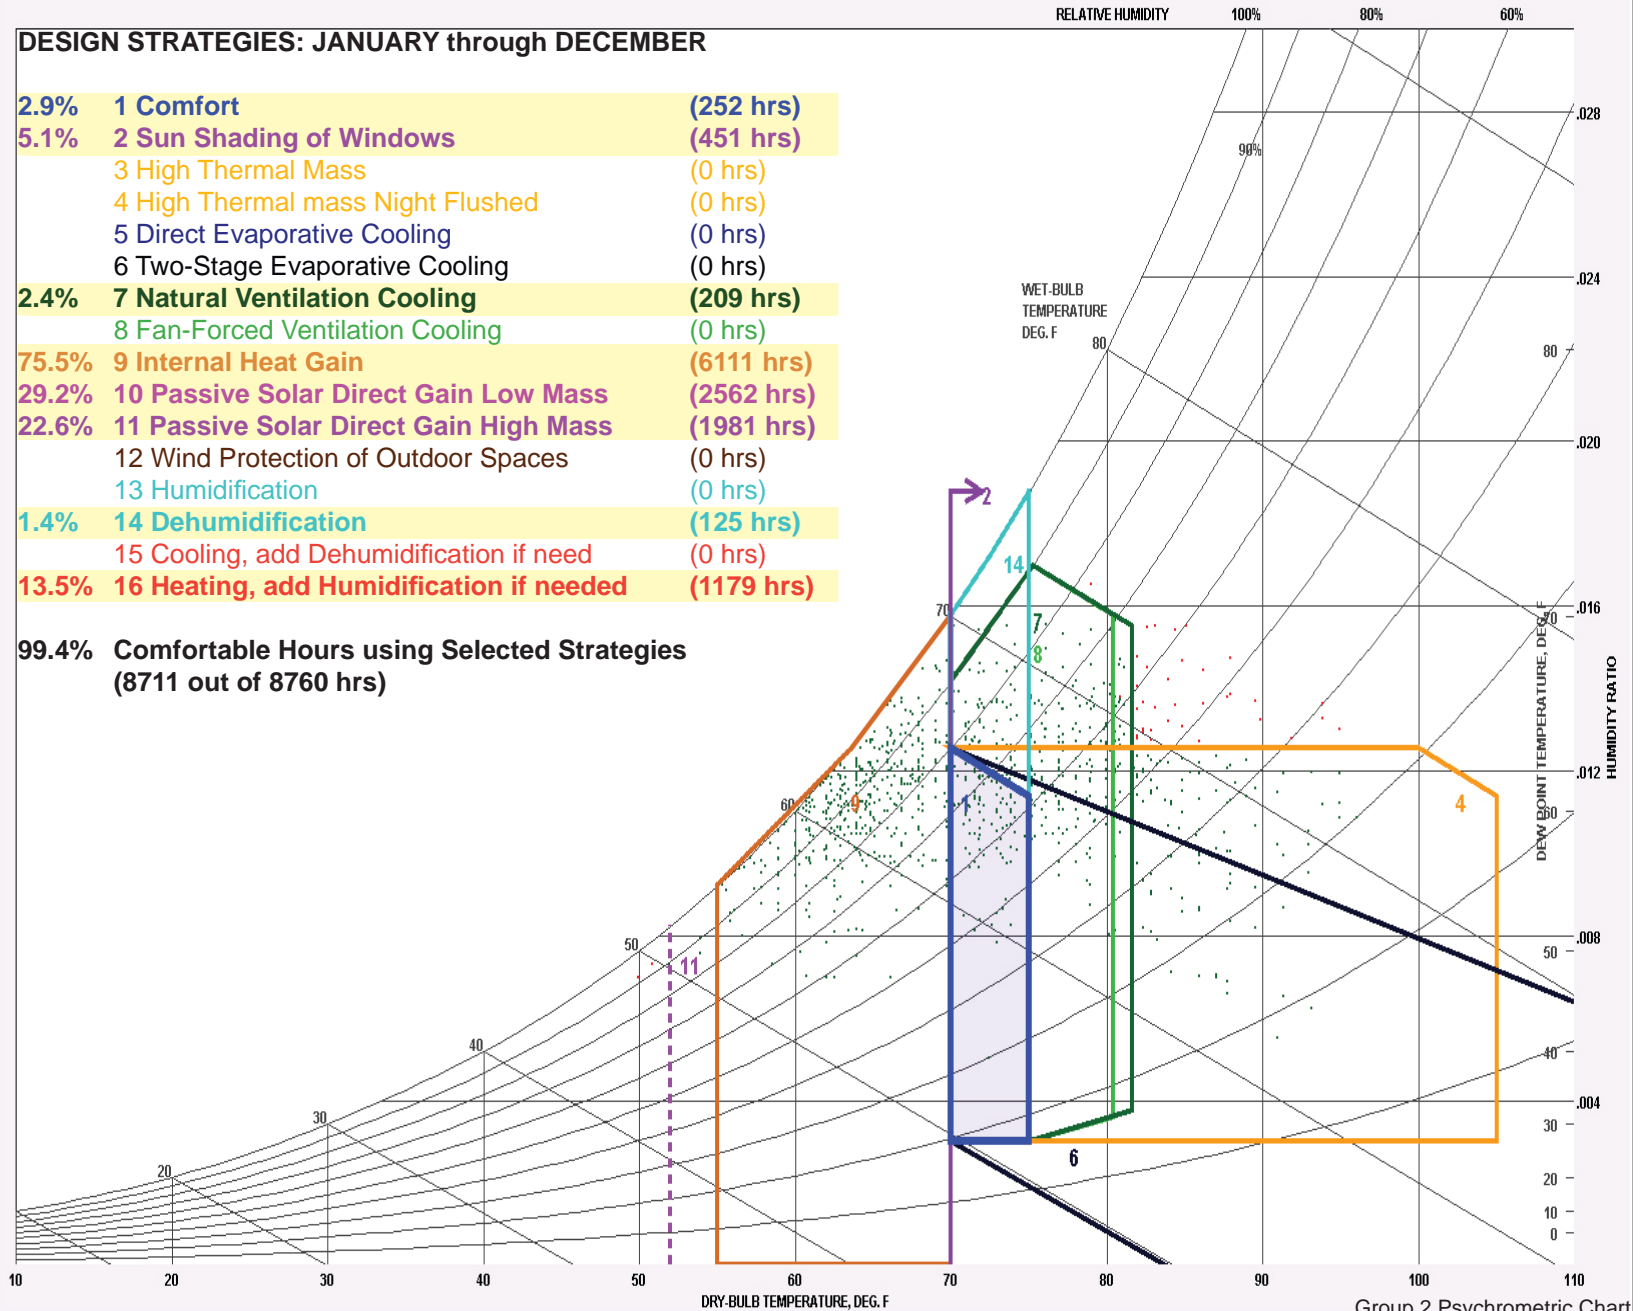 RELATIVE HUMIDITY 100% 80% 60%
DESIGN STRATEGIES: JANUARY through DECEMBER
2.9% 1 Comfort (252 hrs)
5.1% 2 Sun Shading of Windows (451 hrs)
3 High Thermal Mass (0 hrs)
4 High Thermal mass Night Flushed (0 hrs)
5 Direct Evaporative Cooling (0 hrs)
6 Two-Stage Evaporative Cooling (0 hrs)
2.4% 7 Natural Ventilation Cooling (209 hrs)
8 Fan-Forced Ventilation Cooling (0 hrs)
75.5% 9 Internal Heat Gain (6111 hrs)
29.2% 10 Passive Solar Direct Gain Low Mass (2562 hrs)
22.6% 11 Passive Solar Direct Gain High Mass (1981 hrs)
12 Wind Protection of Outdoor Spaces (0 hrs)
13 Humidification (0 hrs)
1.4% 14 Dehumidification (125 hrs)
15 Cooling, add Dehumidification if need (0 hrs)
13.5% 16 Heating, add Humidification if needed (1179 hrs)
99.4% Comfortable Hours using Selected Strategies
(8711 out of 8760 hrs)
90%
WET-BULB
TEMPERATURE
DEG. F
80
70
60
50
40
30
20
2
14
7
8
9
1
4
11
6
.028
.024
.020
.016
.012
.008
.004
80
70
60
50
40
30
20
10
0
DEW POINT TEMPERATURE, DEG. F
HUMIDITY RATIO
10 20 30 40 50 60 70 80 90 100 110
DRY-BULB TEMPERATURE, DEG. F
Group 2 Psychrometric Chart